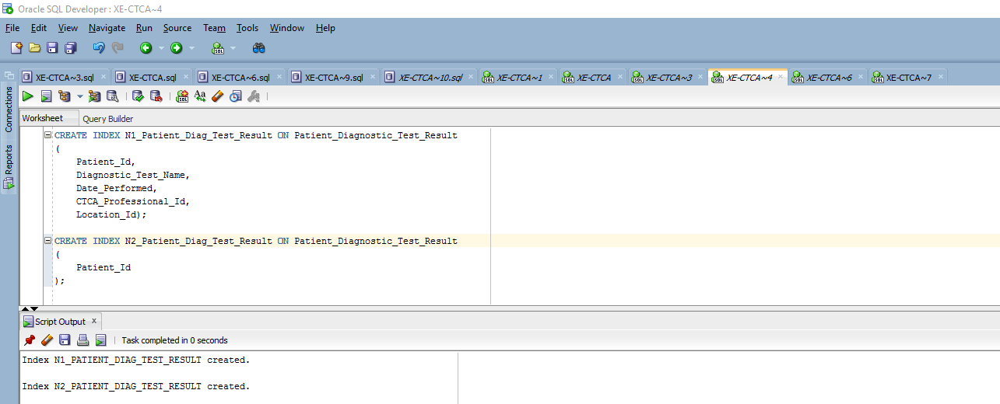 Oracle SQL Developer : XE-CTCA~4
File Edit View Navigate Run Source Team Tools Window Help
XE-CTCA~3.sql XE-CTCA.sql XE-CTCA~6.sql XE-CTCA~9.sql XE-CTCA~10.sql XE-CTCA~1 XE-CTCA XE-CTCA~3 XE-CTCA~4 XE-CTCA~6 XE-CTCA~7
Connections
Reports
Worksheet Query Builder
CREATE INDEX N1_Patient_Diag_Test_Result ON Patient_Diagnostic_Test_Result
(
Patient_Id,
Diagnostic_Test_Name,
Date_Performed,
CTCA_Professional_Id,
Location_Id);
CREATE INDEX N2_Patient_Diag_Test_Result ON Patient_Diagnostic_Test_Result
(
Patient_Id
);
Script Output x
Task completed in 0 seconds
Index N1_PATIENT_DIAG_TEST_RESULT created.
Index N2_PATIENT_DIAG_TEST_RESULT created.